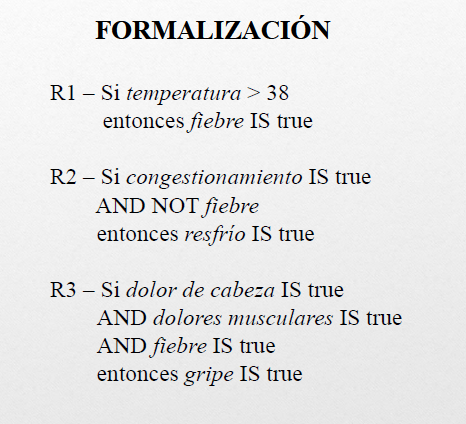 FORMALIZACIÓN
R1 – Si temperatura > 38
entonces fiebre IS true
R2 – Si congestionamiento IS true
AND NOT fiebre
entonces resfrío IS true
R3 – Si dolor de cabeza IS true
AND dolores musculares IS true
AND fiebre IS true
entonces gripe IS true